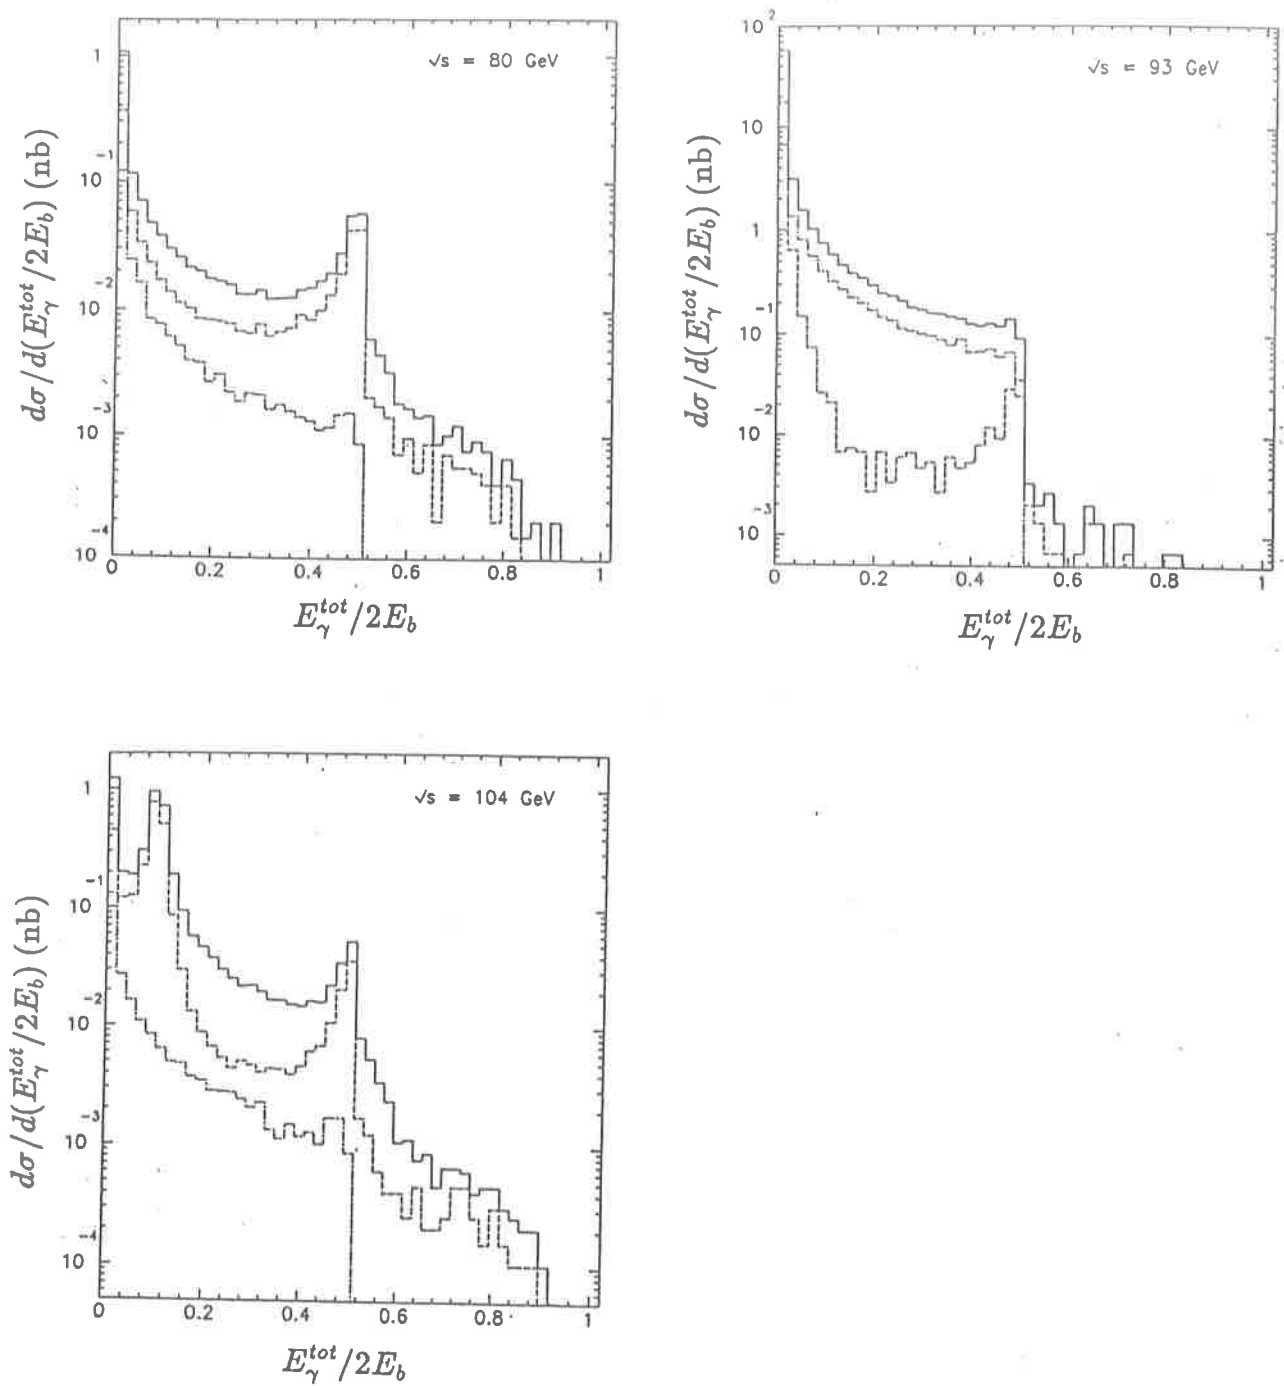 √s = 80 GeV
1
10⁻¹
10⁻²
10⁻³
10⁻⁴
dσ/d(E_γ^tot/2E_b) (nb)
0 0.2 0.4 0.6 0.8 1
E_γ^tot/2E_b
√s = 93 GeV
10²
10
1
10⁻¹
10⁻²
10⁻³
dσ/d(E_γ^tot/2E_b) (nb)
0 0.2 0.4 0.6 0.8 1
E_γ^tot/2E_b
√s = 104 GeV
1
10⁻¹
10⁻²
10⁻³
10⁻⁴
dσ/d(E_γ^tot/2E_b) (nb)
0 0.2 0.4 0.6 0.8 1
E_γ^tot/2E_b